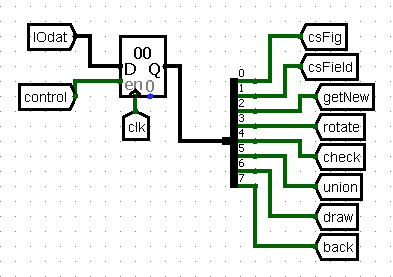 IOdat
00
D Q
en 0
control
clk
0
csFig
1
csField
2
getNew
3
rotate
4
check
5
union
6
draw
7
back